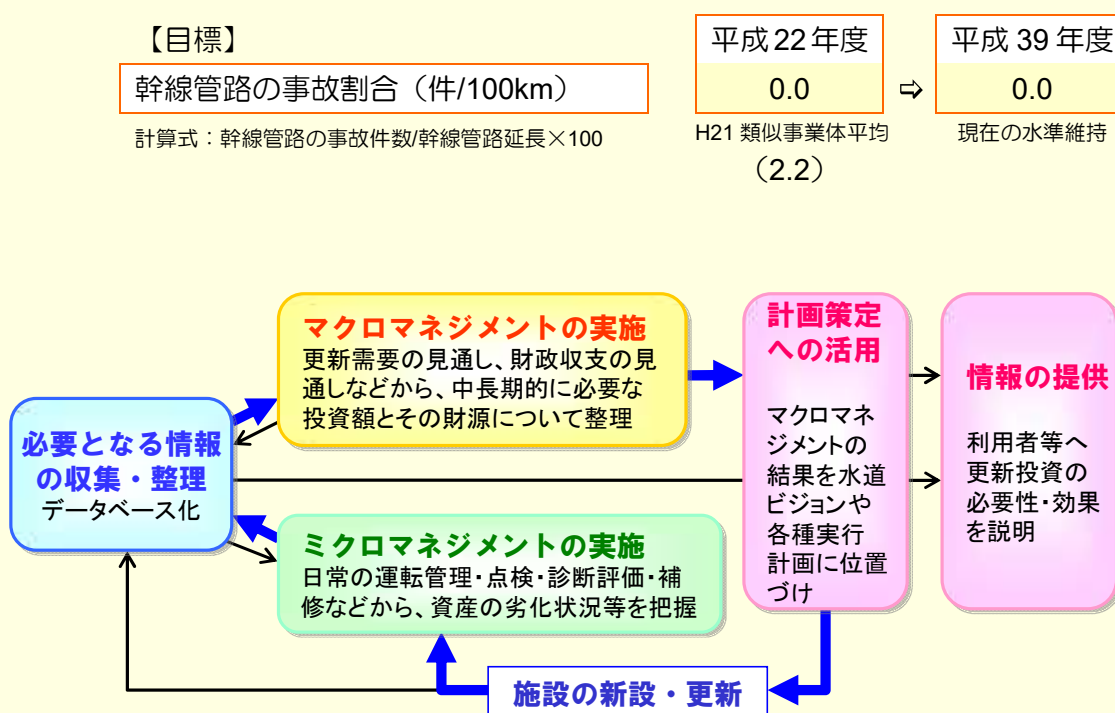 【目標】
幹線管路の事故割合（件/100km）
計算式：幹線管路の事故件数/幹線管路延長×100
平成22年度
0.0
H21 類似事業体平均
（2.2）
⇨
平成 39 年度
0.0
現在の水準維持
必要となる情報
の収集・整理
データベース化
マクロマネジメントの実施
更新需要の見通し、財政収支の見
通しなどから、中長期的に必要な
投資額とその財源について整理
ミクロマネジメントの実施
日常の運転管理・点検・診断評価・補
修などから、資産の劣化状況等を把握
計画策定
への活用
マクロマネ
ジメントの
結果を水道
ビジョンや
各種実行
計画に位置
づけ
情報の提供
利用者等へ
更新投資の
必要性・効果
を説明
施設の新設・更新